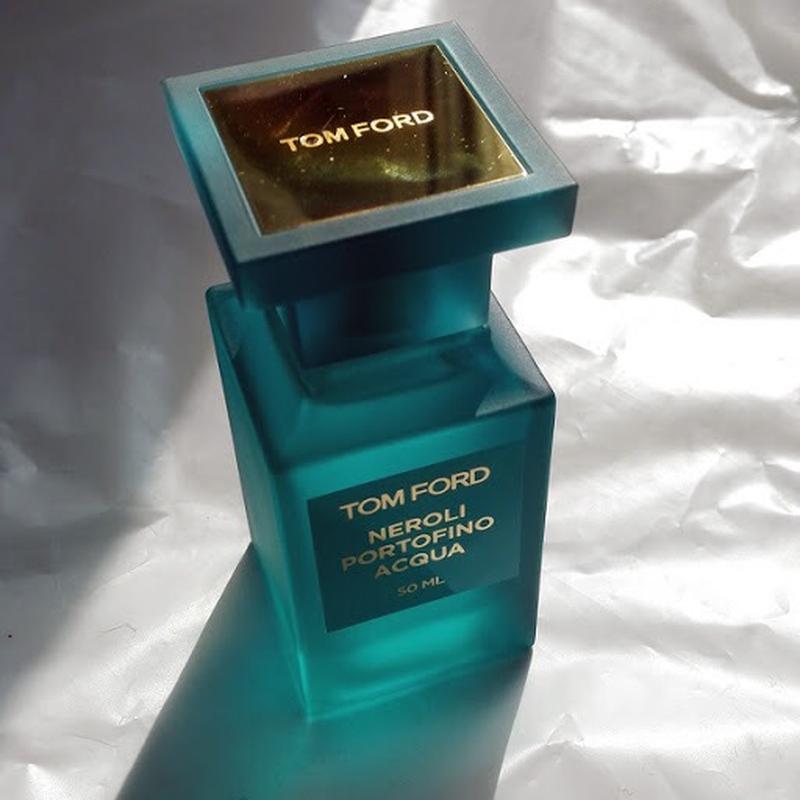 TOM FORD
TOM FORD
NEROLI
PORTOFINO
ACQUA
50 ML